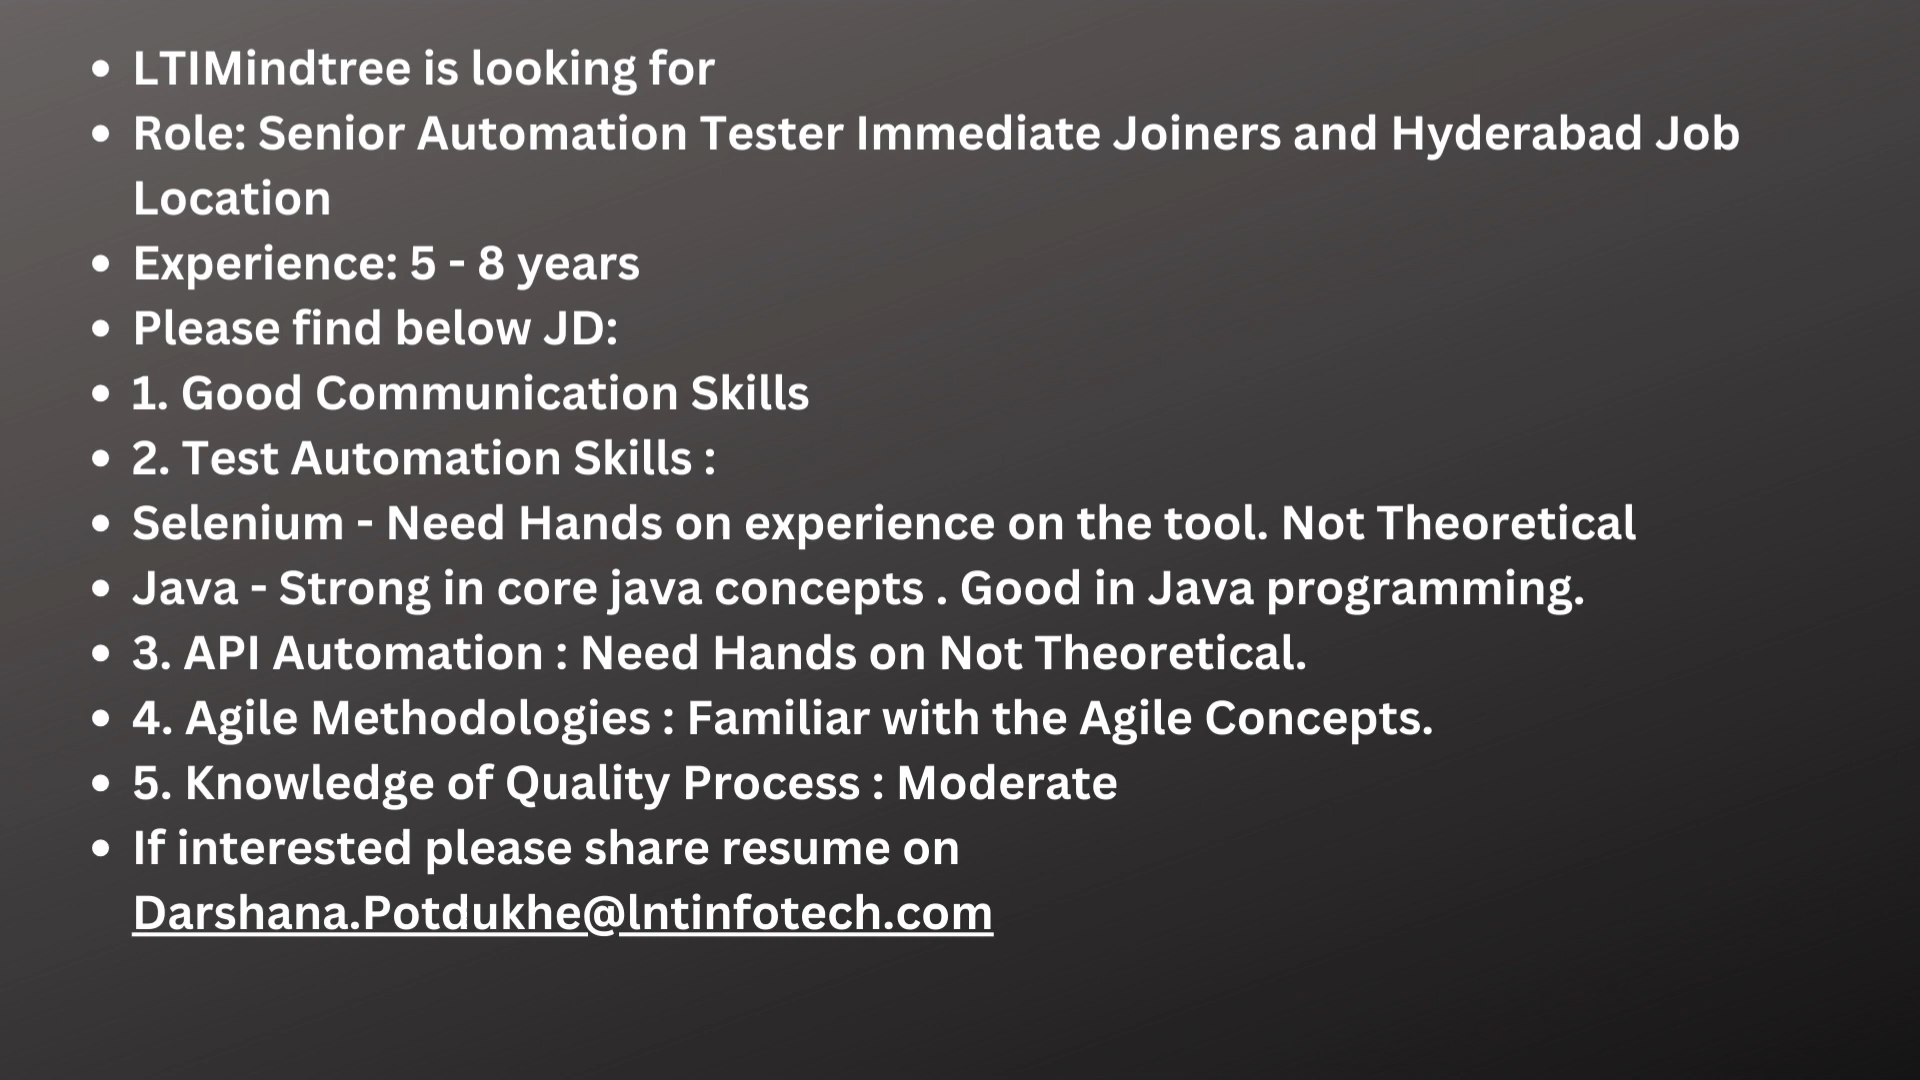 • LTIMindtree is looking for
• Role: Senior Automation Tester Immediate Joiners and Hyderabad Job
Location
• Experience: 5 - 8 years
• Please find below JD:
• 1. Good Communication Skills
• 2. Test Automation Skills :
• Selenium - Need Hands on experience on the tool. Not Theoretical
• Java - Strong in core java concepts . Good in Java programming.
• 3. API Automation : Need Hands on Not Theoretical.
• 4. Agile Methodologies : Familiar with the Agile Concepts.
• 5. Knowledge of Quality Process : Moderate
• If interested please share resume on
Darshana.Potdukhe@lntinfotech.com